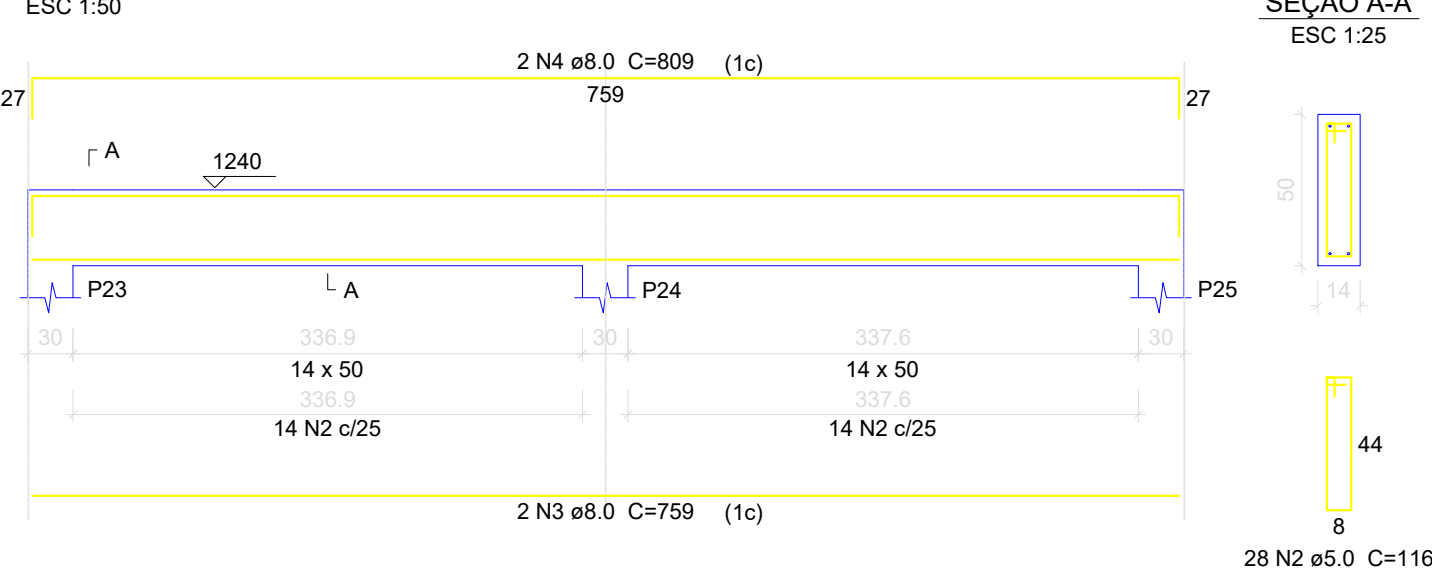 ESC 1:50
SEÇÃO A-A
ESC 1:25
2 N4 ø8.0 C=809 (1c)
27
759
27
A
1240
50
P23
A
P24
P25
14
30
336.9
30
337.6
30
14 x 50
14 x 50
336.9
337.6
14 N2 c/25
14 N2 c/25
44
2 N3 ø8.0 C=759 (1c)
8
28 N2 ø5.0 C=116